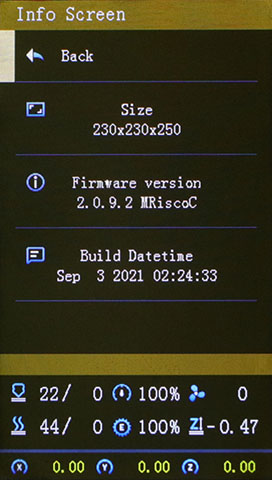 Info Screen
Back
Size
230x230x250
Firmware version
2.0.9.2 MRiscoC
Build Datetime
Sep  3 2021 02:24:33
22/ 0 100% 0
44/ 0 E 100% Z -0.47
X 0.00 Y 0.00 Z 0.00